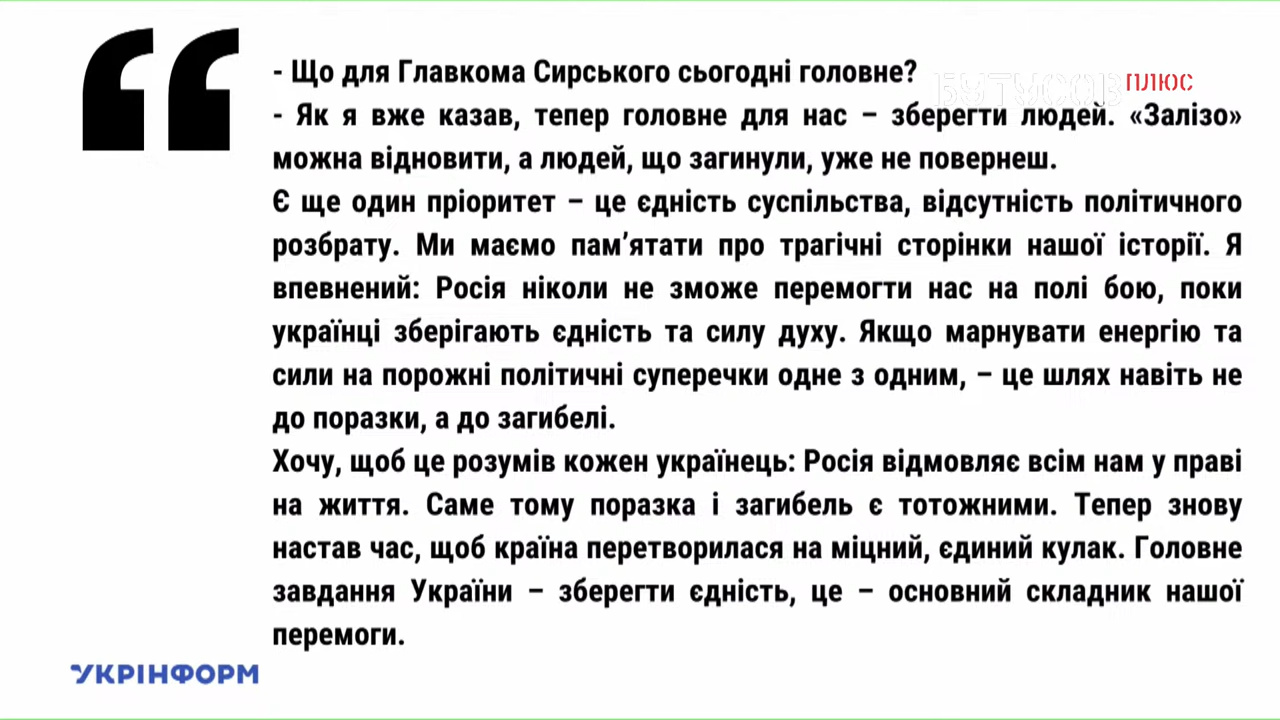 - Що для Главкома Сирського сьогодні головне?
БУТУСОВ ПЛЮС
- Як я вже казав, тепер головне для нас – зберегти людей. «Залізо»
можна відновити, а людей, що загинули, уже не повернеш.
Є ще один пріоритет – це єдність суспільства, відсутність політичного
розбрату. Ми маємо пам’ятати про трагічні сторінки нашої історії. Я
впевнений: Росія ніколи не зможе перемогти нас на полі бою, поки
українці зберігають єдність та силу духу. Якщо марнувати енергію та
сили на порожні політичні суперечки одне з одним, – це шлях навіть не
до поразки, а до загибелі.
Хочу, щоб це розумів кожен українець: Росія відмовляє всім нам у праві
на життя. Саме тому поразка і загибель є тотожними. Тепер знову
настав час, щоб країна перетворилася на міцний, єдиний кулак. Головне
завдання України – зберегти єдність, це – основний складник нашої
перемоги.
УКРІНФОРМ